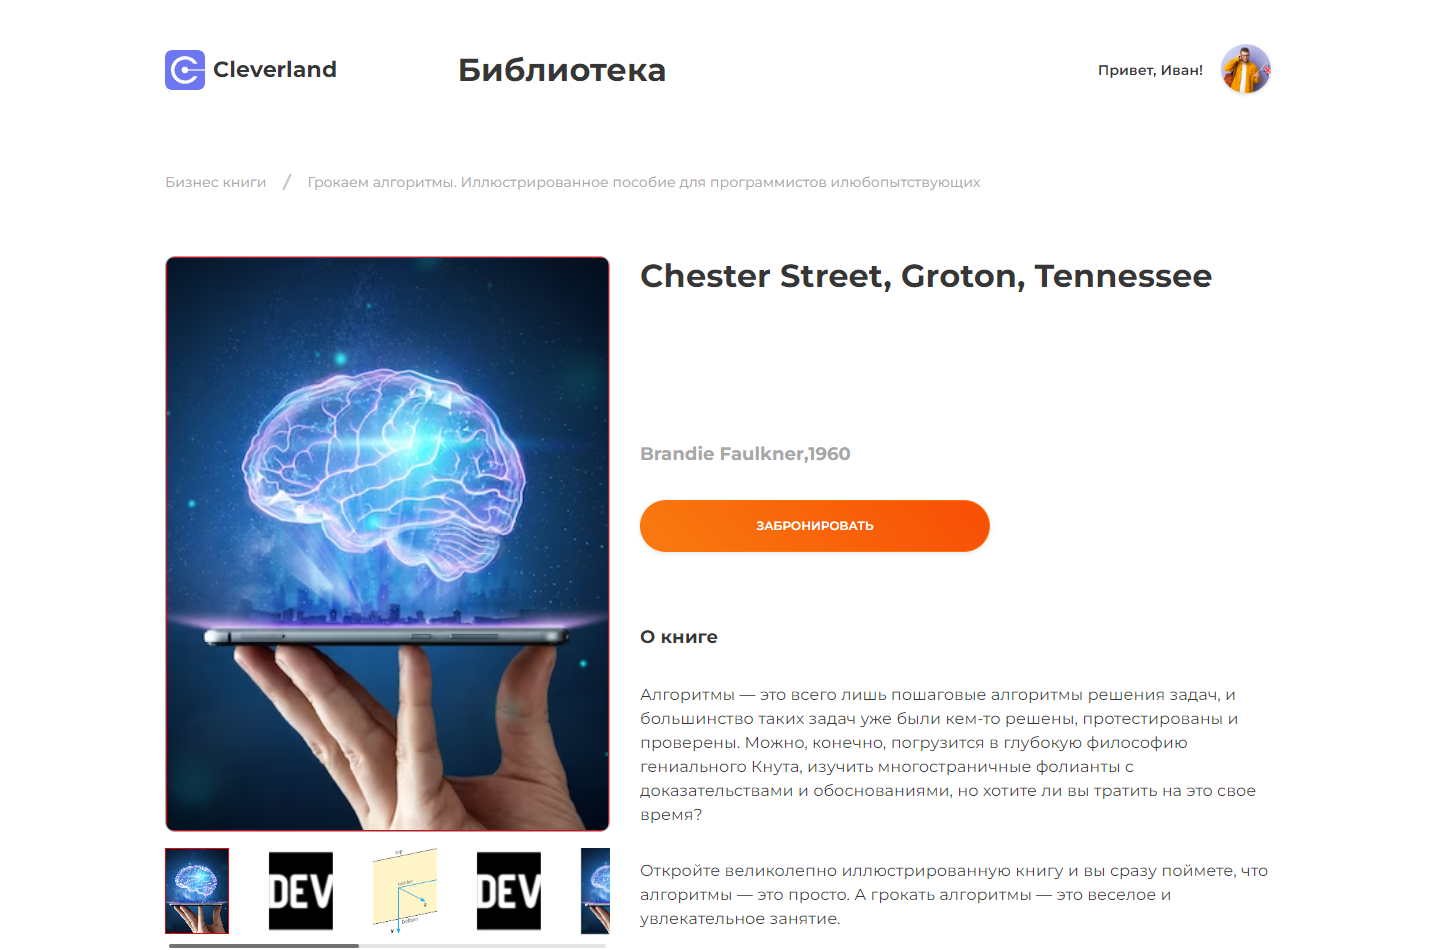 Cleverland
Библиотека
Привет, Иван!
Бизнес книги / Грокаем алгоритмы. Иллюстрированное пособие для программистов илюбопытствующих
Chester Street, Groton, Tennessee
Brandie Faulkner,1960
ЗАБРОНИРОВАТЬ
О книге
Алгоритмы — это всего лишь пошаговые алгоритмы решения задач, и
большинство таких задач уже были кем-то решены, протестированы и
проверены. Можно, конечно, погрузится в глубокую философию
гениального Кнута, изучить многостраничные фолианты с
доказательствами и обоснованиями, но хотите ли вы тратить на это свое
время?
Откройте великолепно иллюстрированную книгу и вы сразу поймете, что
алгоритмы — это просто. А грокать алгоритмы — это веселое и
увлекательное занятие.
DEV
top
center
z
bottom
y
DEV